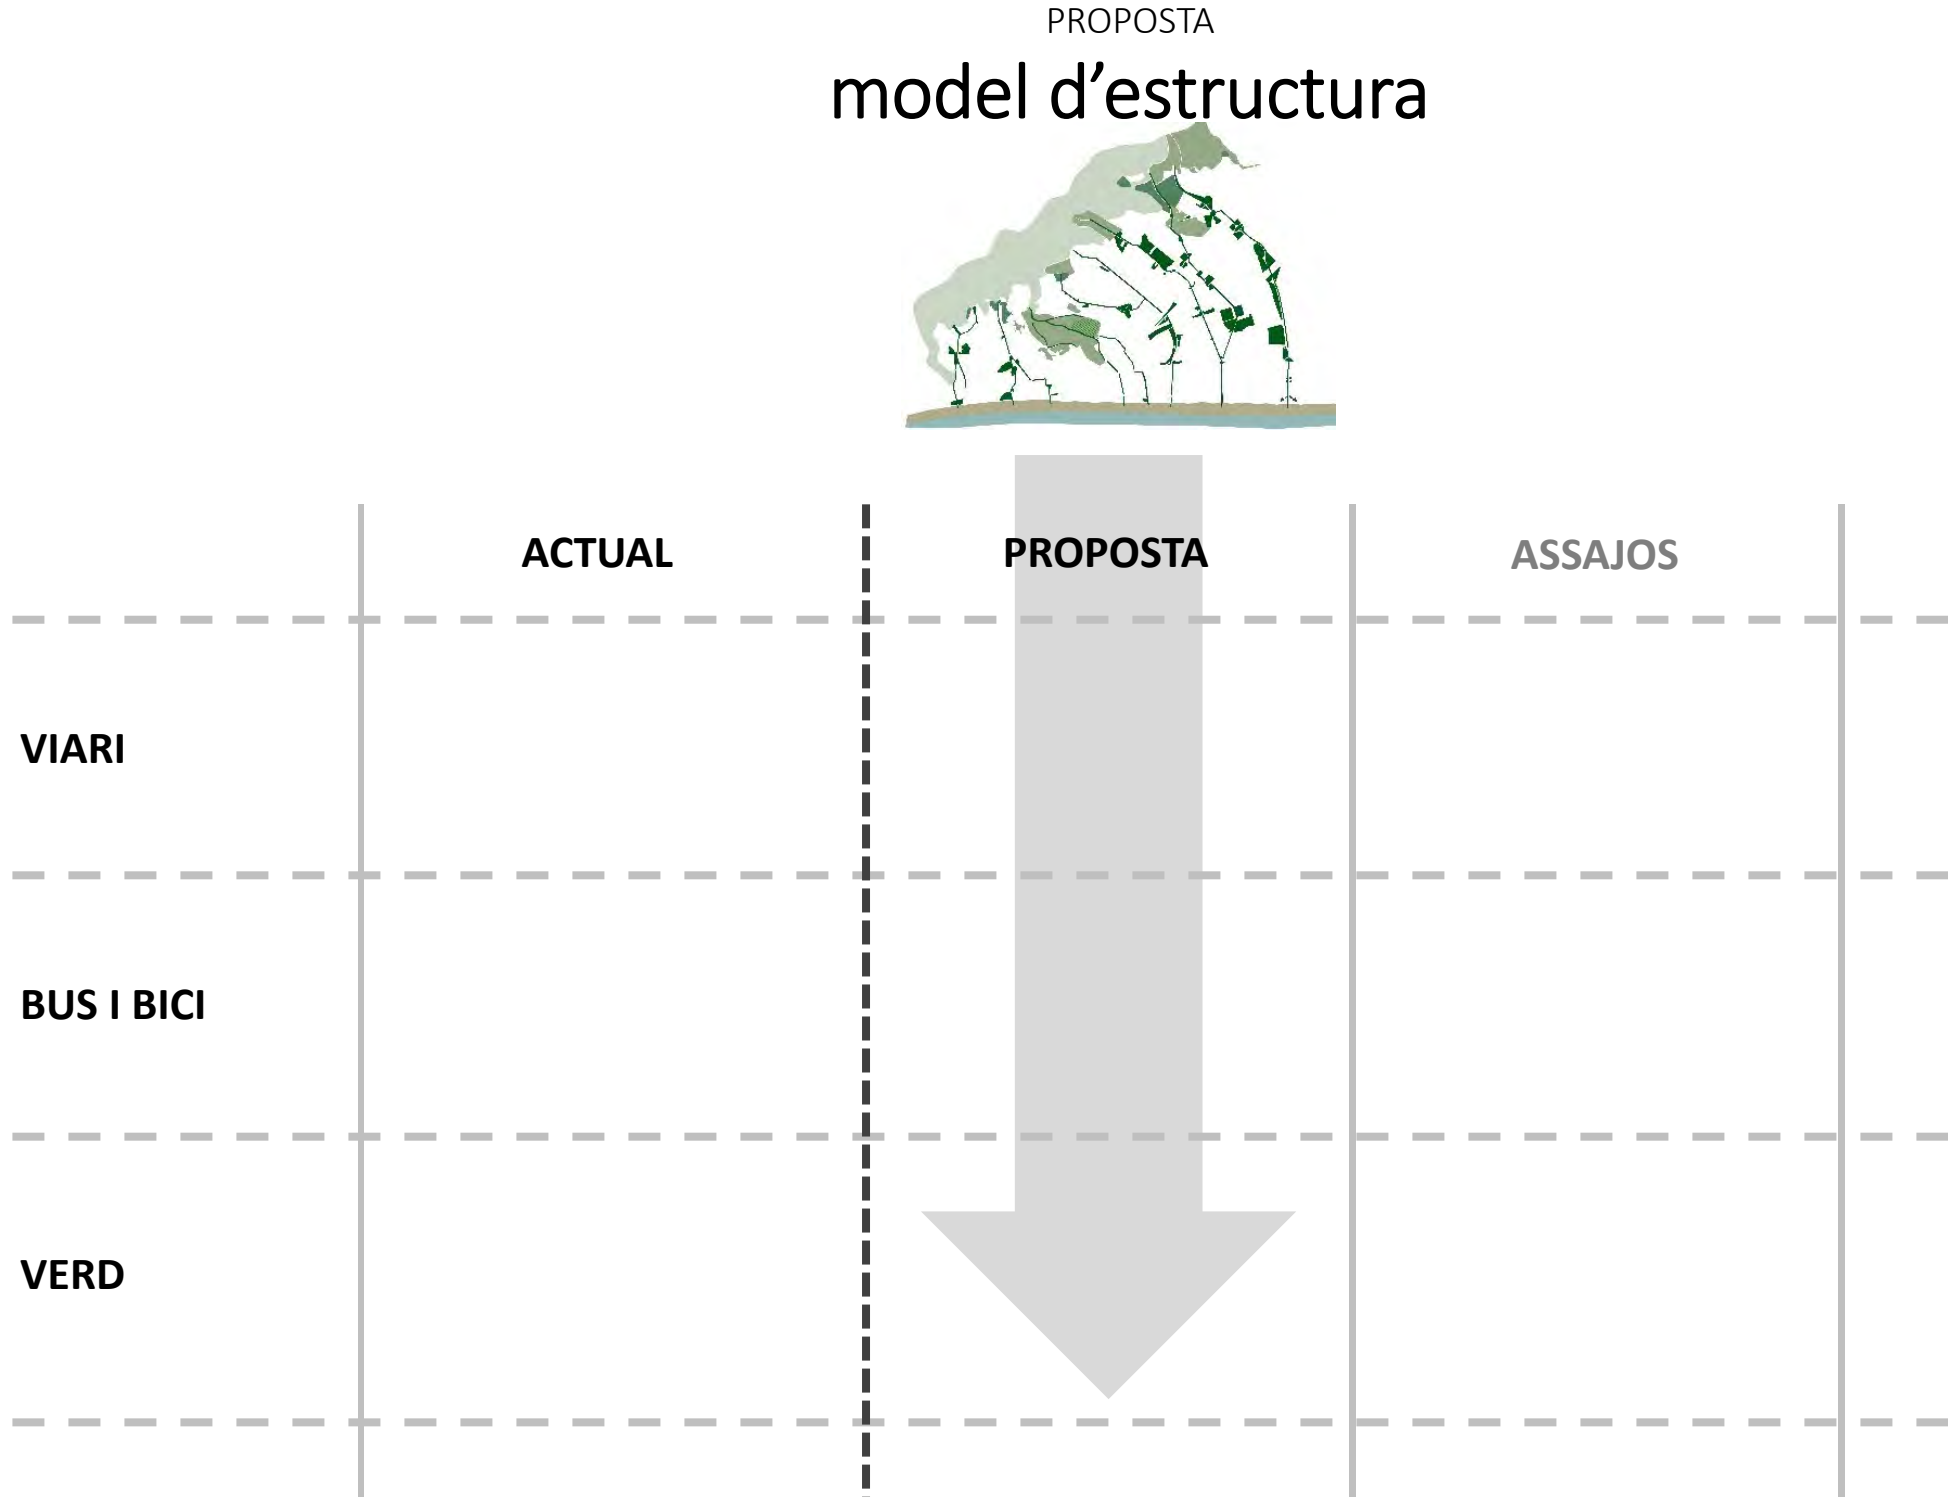 PROPOSTA
model d’estructura
ACTUAL
PROPOSTA
ASSAJOS
VIARI
BUS I BICI
VERD